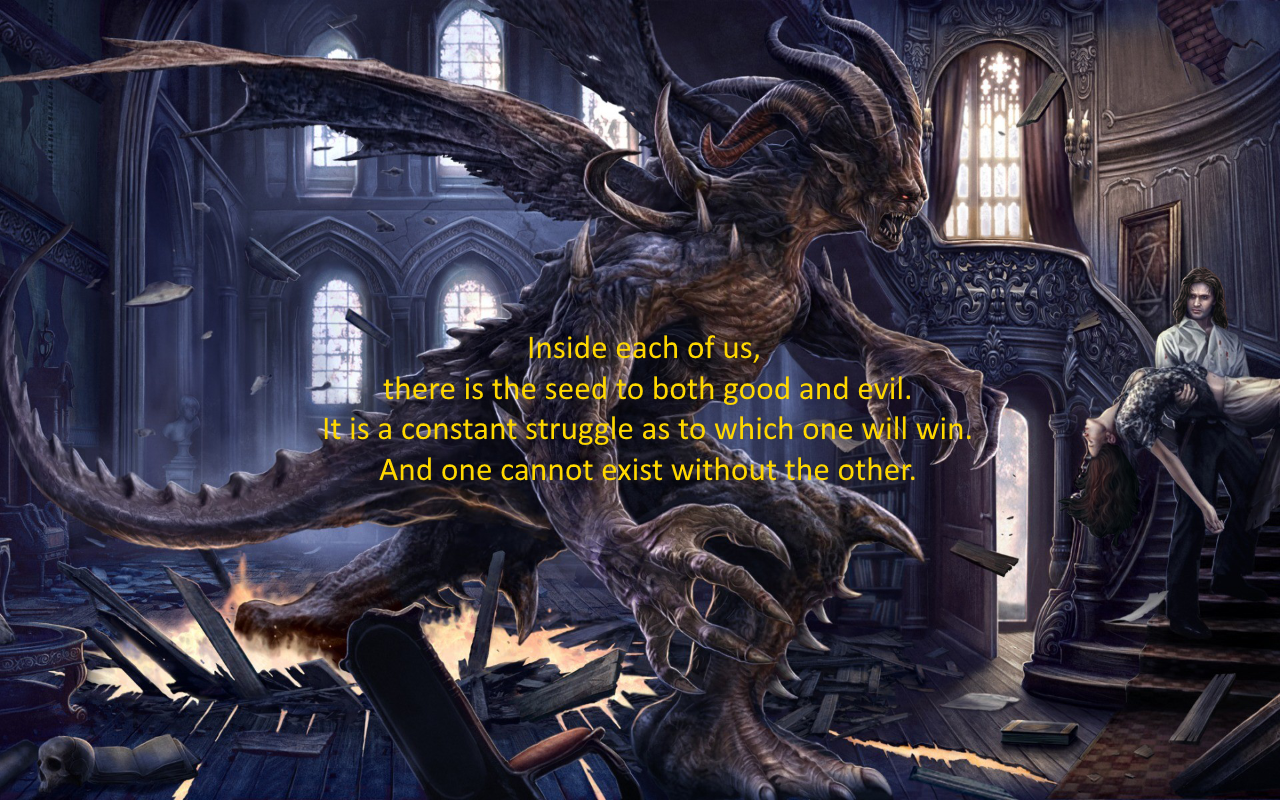 Inside each of us,
there is the seed to both good and evil.
It is a constant struggle as to which one will win.
And one cannot exist without the other.